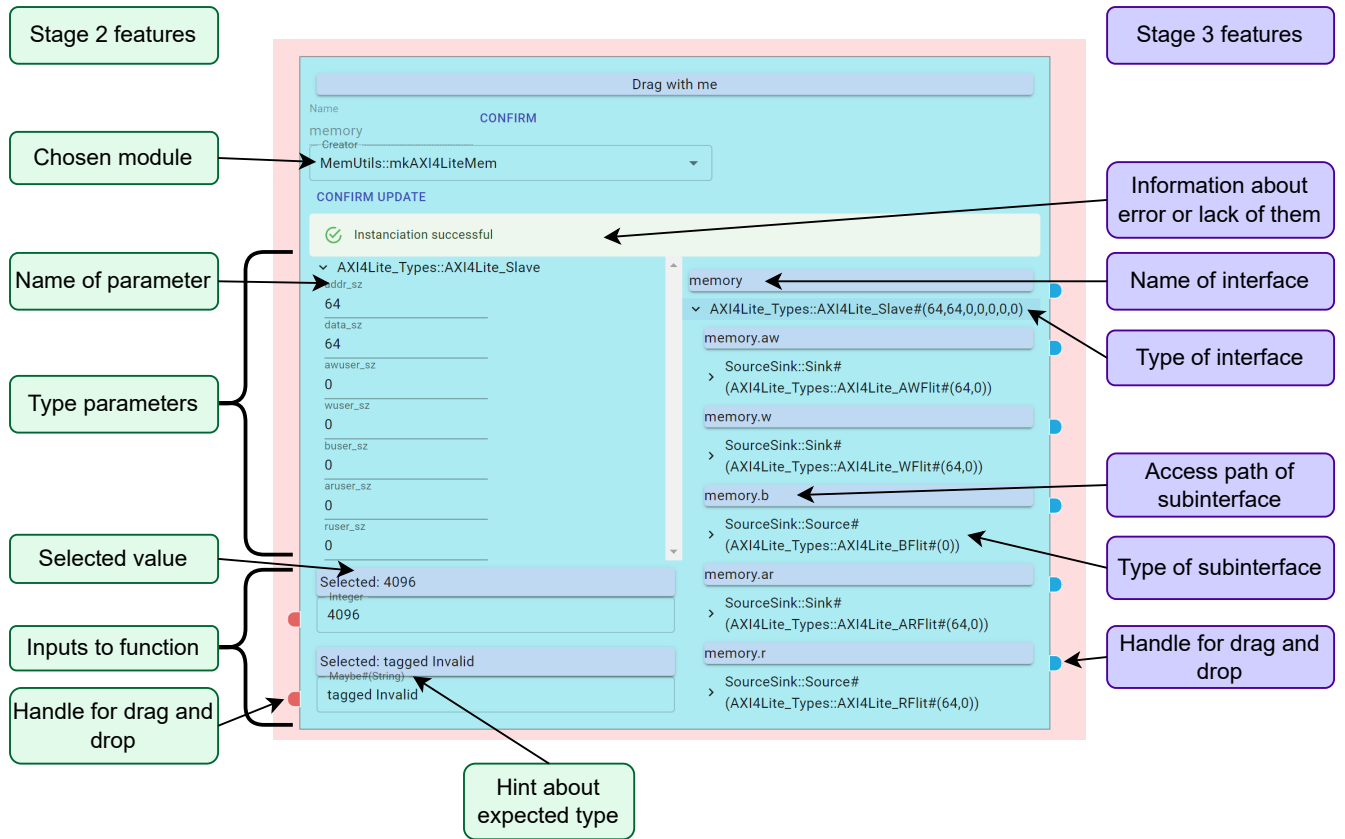 Stage 2 features
Stage 3 features
Drag with me
Name
memory
CONFIRM
Creator
MemUtils::mkAXI4LiteMem
Chosen module
CONFIRM UPDATE
Information about
error or lack of them
Instanciation successful
Name of parameter
AXI4Lite_Types::AXI4Lite_Slave
addr_sz
64
data_sz
64
awuser_sz
0
wuser_sz
0
buser_sz
0
aruser_sz
0
ruser_sz
0
Type parameters
Selected value
Selected: 4096
Integer
4096
Inputs to function
Selected: tagged Invalid
Maybe#(String)
tagged Invalid
Handle for drag and
drop
Hint about
expected type
memory
Name of interface
AXI4Lite_Types::AXI4Lite_Slave#(64,64,0,0,0,0,0)
Type of interface
memory.aw
SourceSink::Sink#
(AXI4Lite_Types::AXI4Lite_AWFlit#(64,0))
memory.w
SourceSink::Sink#
(AXI4Lite_Types::AXI4Lite_WFlit#(64,0))
memory.b
Access path of
subinterface
SourceSink::Source#
(AXI4Lite_Types::AXI4Lite_BFlit#(0))
Type of subinterface
memory.ar
SourceSink::Sink#
(AXI4Lite_Types::AXI4Lite_ARFlit#(64,0))
memory.r
Handle for drag and
drop
SourceSink::Source#
(AXI4Lite_Types::AXI4Lite_RFlit#(64,0))